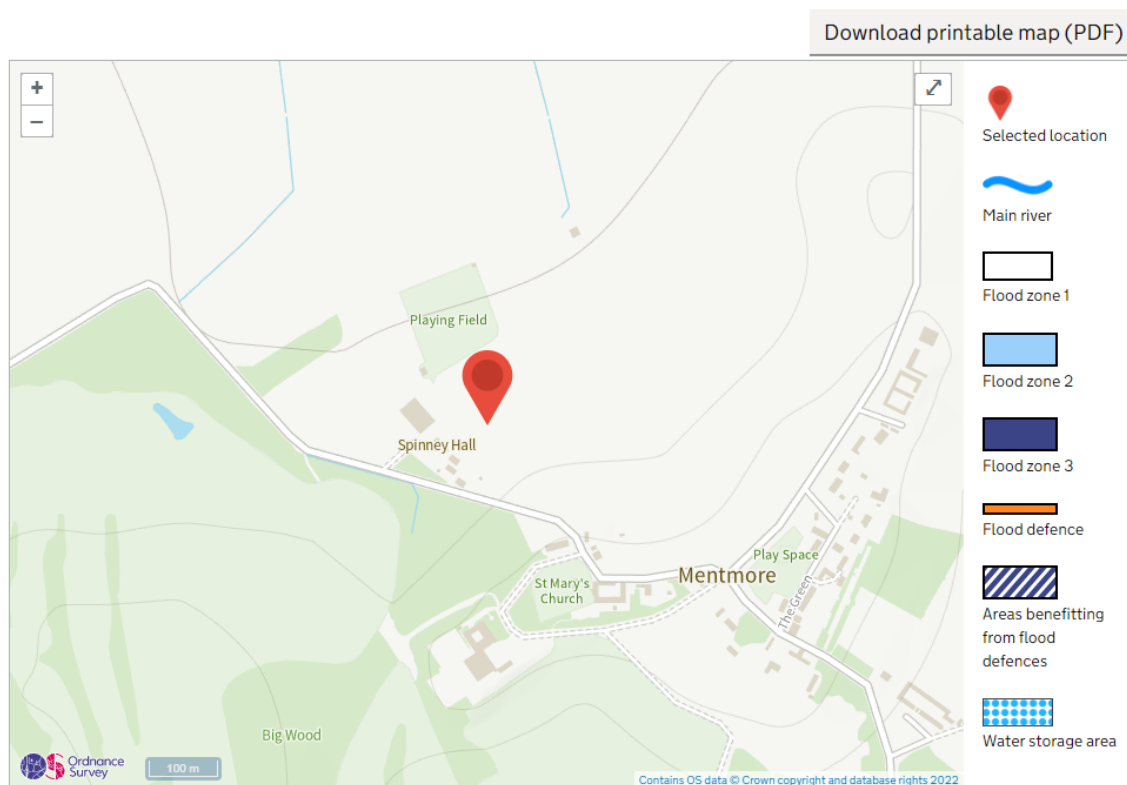 Download printable map (PDF)
+
−
Playing Field
Spinney Hall
St Mary's
Church
Mentmore
Play Space
The Green
Big Wood
Ordnance
Survey
100 m
Contains OS data © Crown copyright and database rights 2022
Selected location
Main river
Flood zone 1
Flood zone 2
Flood zone 3
Flood defence
Areas benefitting
from flood
defences
Water storage area